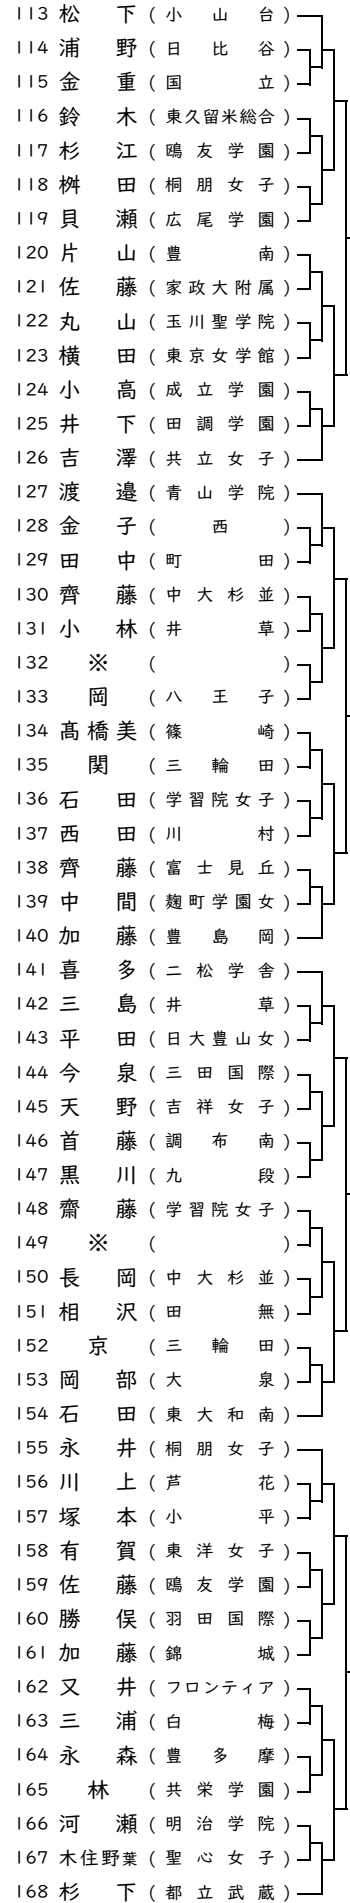 113 松下 (小山台)
114 浦野 (日比谷)
115 金重 (国立)
116 鈴木 (東久留米総合)
117 杉江 (鴎友学園)
118 桝田 (桐朋女子)
119 貝瀬 (広尾学園)
120 片山 (豊南)
121 佐藤 (家政大附属)
122 丸山 (玉川聖学院)
123 横田 (東京女学館)
124 小高 (成立学園)
125 井下 (田調学園)
126 吉澤 (共立女子)
127 渡邉 (青山学院)
128 金子 (西)
129 田中 (町田)
130 齊藤 (中大杉並)
131 小林 (井草)
132 ※ ( )
133 岡 (八王子)
134 髙橋美 (篠崎)
135 関 (三輪田)
136 石田 (学習院女子)
137 西田 (川村)
138 齊藤 (富士見丘)
139 中間 (麹町学園女)
140 加藤 (豊島岡)
141 喜多 (二松学舎)
142 三島 (井草)
143 平田 (日大豊山女)
144 今泉 (三田国際)
145 天野 (吉祥女子)
146 首藤 (調布南)
147 黒川 (九段)
148 齋藤 (学習院女子)
149 ※ ( )
150 長岡 (中大杉並)
151 相沢 (田無)
152 京 (三輪田)
153 岡部 (大泉)
154 石田 (東大和南)
155 永井 (桐朋女子)
156 川上 (芦花)
157 塚本 (小平)
158 有賀 (東洋女子)
159 佐藤 (鴎友学園)
160 勝俣 (羽田国際)
161 加藤 (錦城)
162 又井 (フロンティア)
163 三浦 (白梅)
164 永森 (豊多摩)
165 林 (共栄学園)
166 河瀬 (明治学院)
167 木住野葉 (聖心女子)
168 杉下 (都立武蔵)